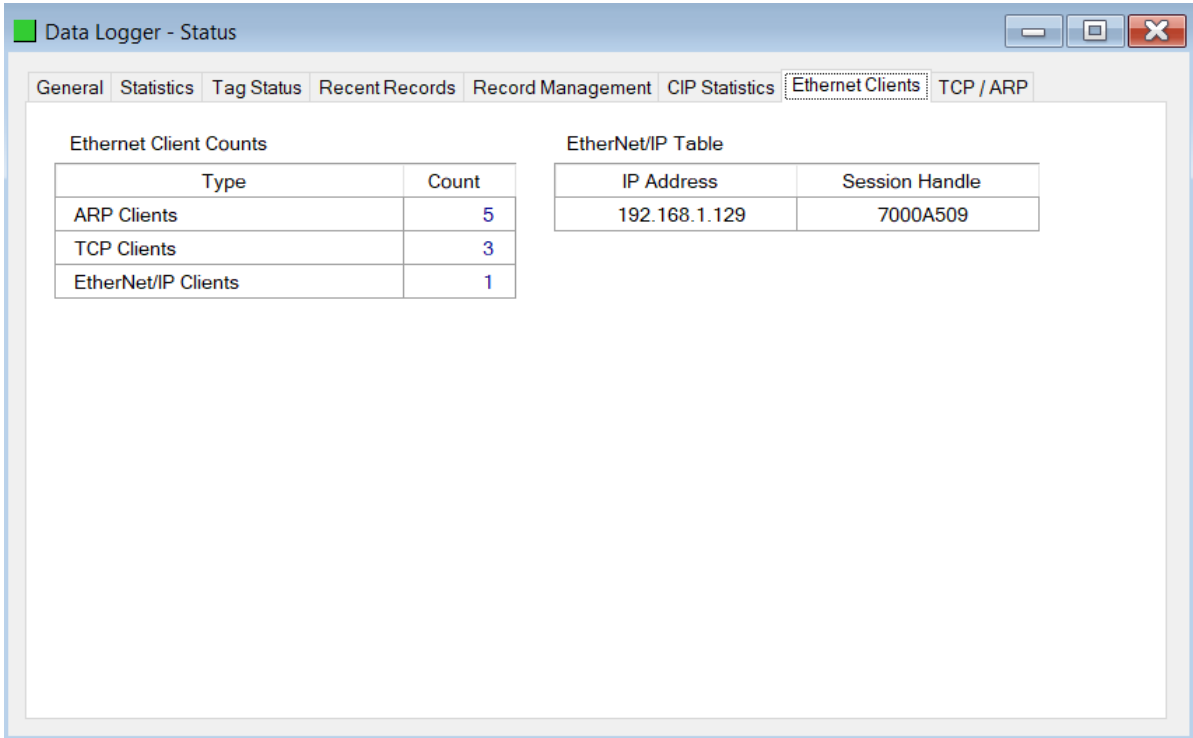 Data Logger - Status
General Statistics Tag Status Recent Records Record Management CIP Statistics Ethernet Clients TCP / ARP
Ethernet Client Counts
Type Count
ARP Clients 5
TCP Clients 3
EtherNet/IP Clients 1
EtherNet/IP Table
IP Address Session Handle
192.168.1.129 7000A509